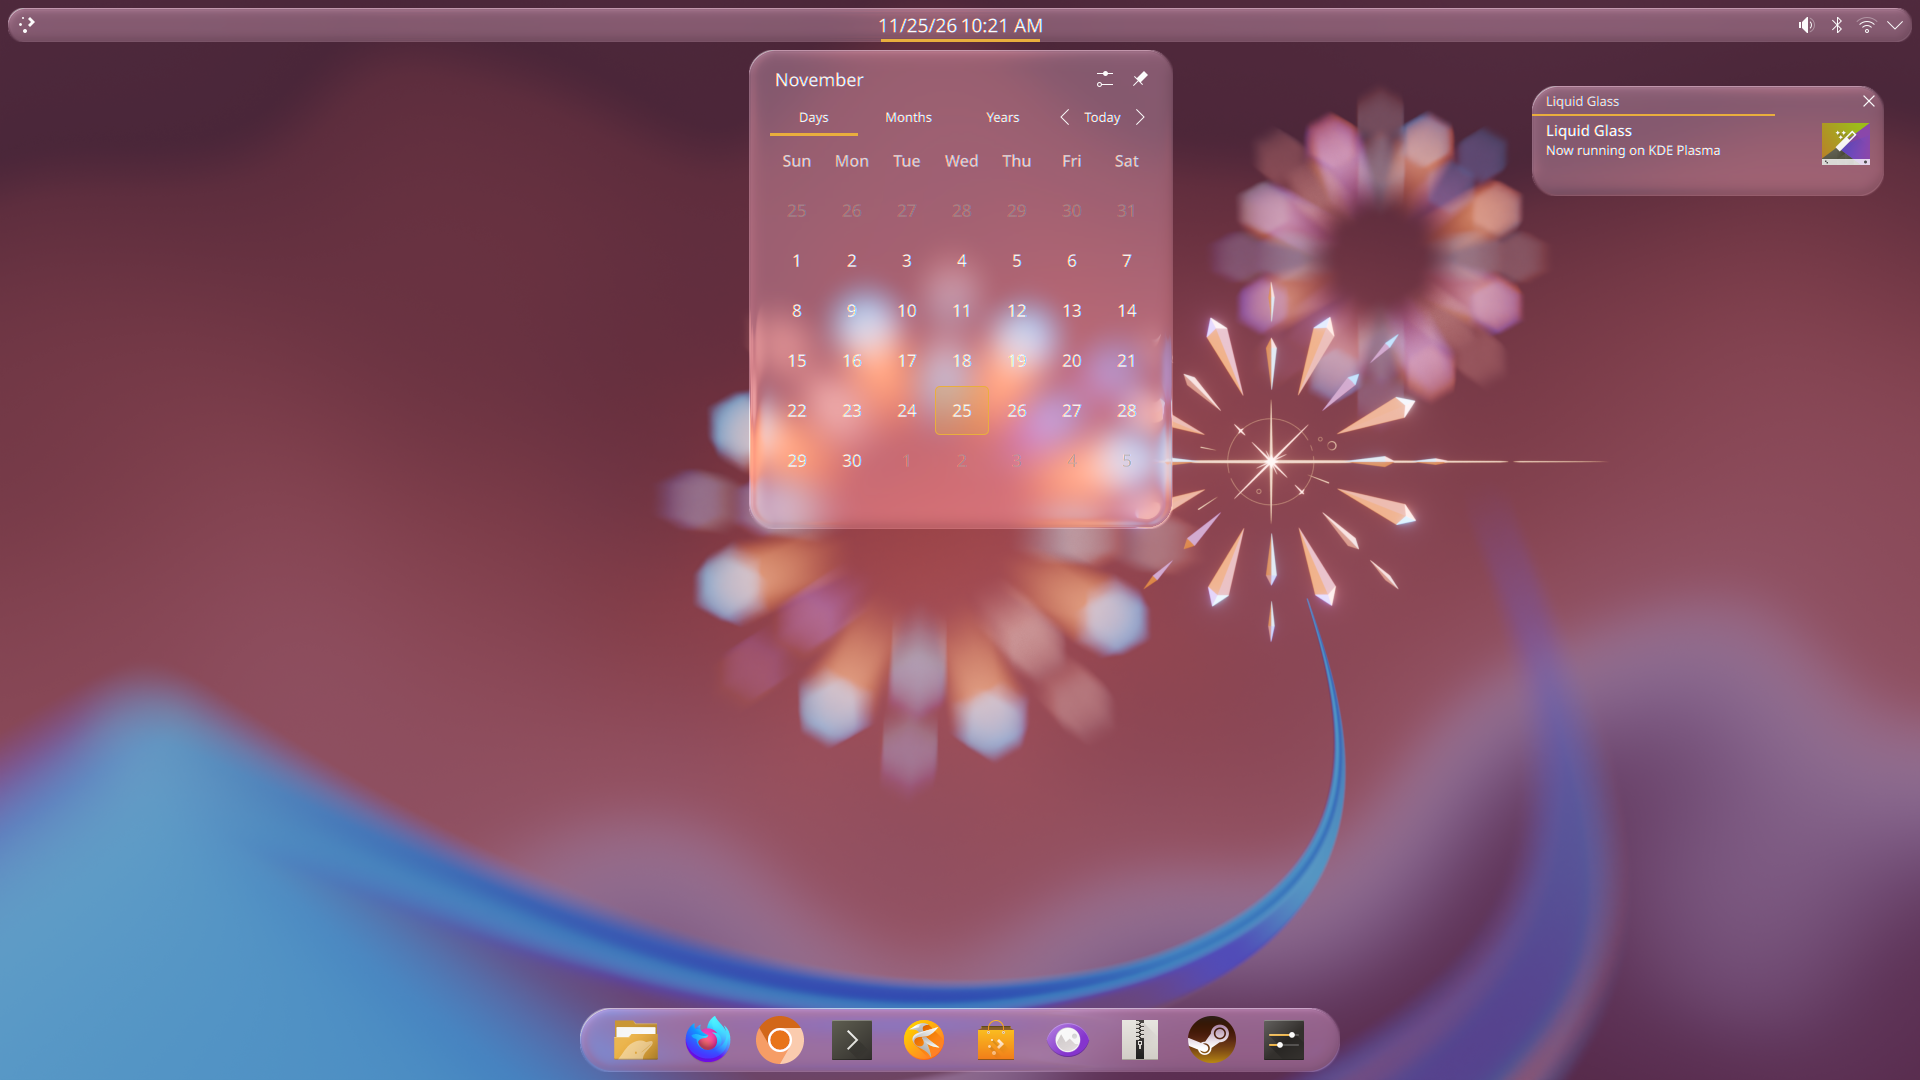 11/25/26 10:21 AM
November
Days Months Years Today
Sun Mon Tue Wed Thu Fri Sat
25 26 27 28 29 30 31
1 2 3 4 5 6 7
8 9 10 11 12 13 14
15 16 17 18 19 20 21
22 23 24 25 26 27 28
29 30 1 2 3 4 5
Liquid Glass
Liquid Glass
Now running on KDE Plasma